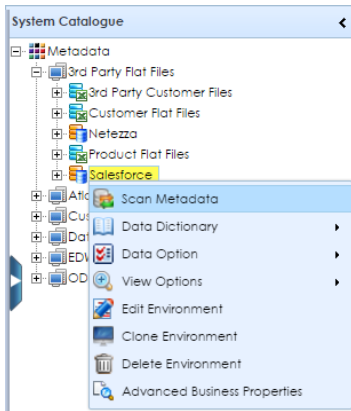 System Catalogue
Metadata
3rd Party Flat Files
3rd Party Customer Files
Customer Flat Files
Netezza
Product Flat Files
Salesforce
Scan Metadata
Data Dictionary
Data Option
View Options
Edit Environment
Clone Environment
Delete Environment
Advanced Business Properties